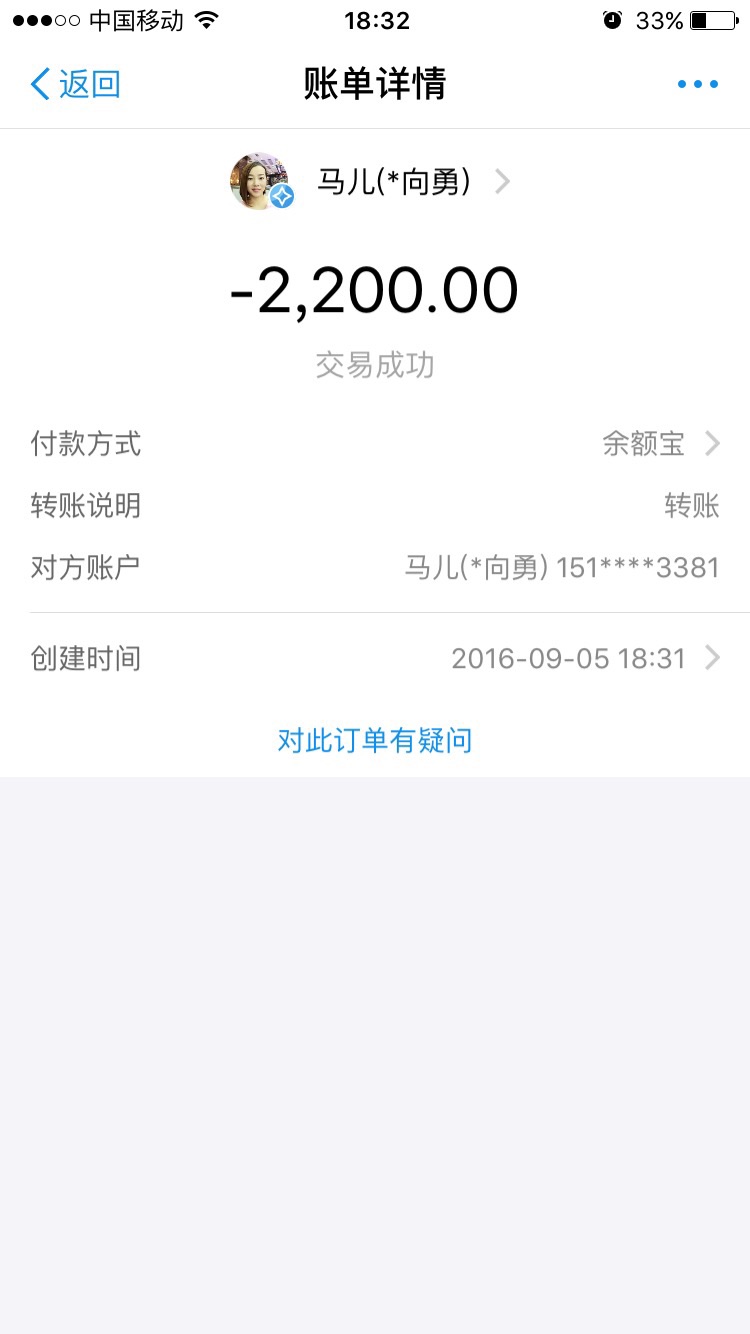 中国移动 18:32 33%
返回 账单详情
马儿(*向勇)
-2,200.00
交易成功
付款方式 余额宝
转账说明 转账
对方账户 马儿(*向勇) 151****3381
创建时间 2016-09-05 18:31
对此订单有疑问